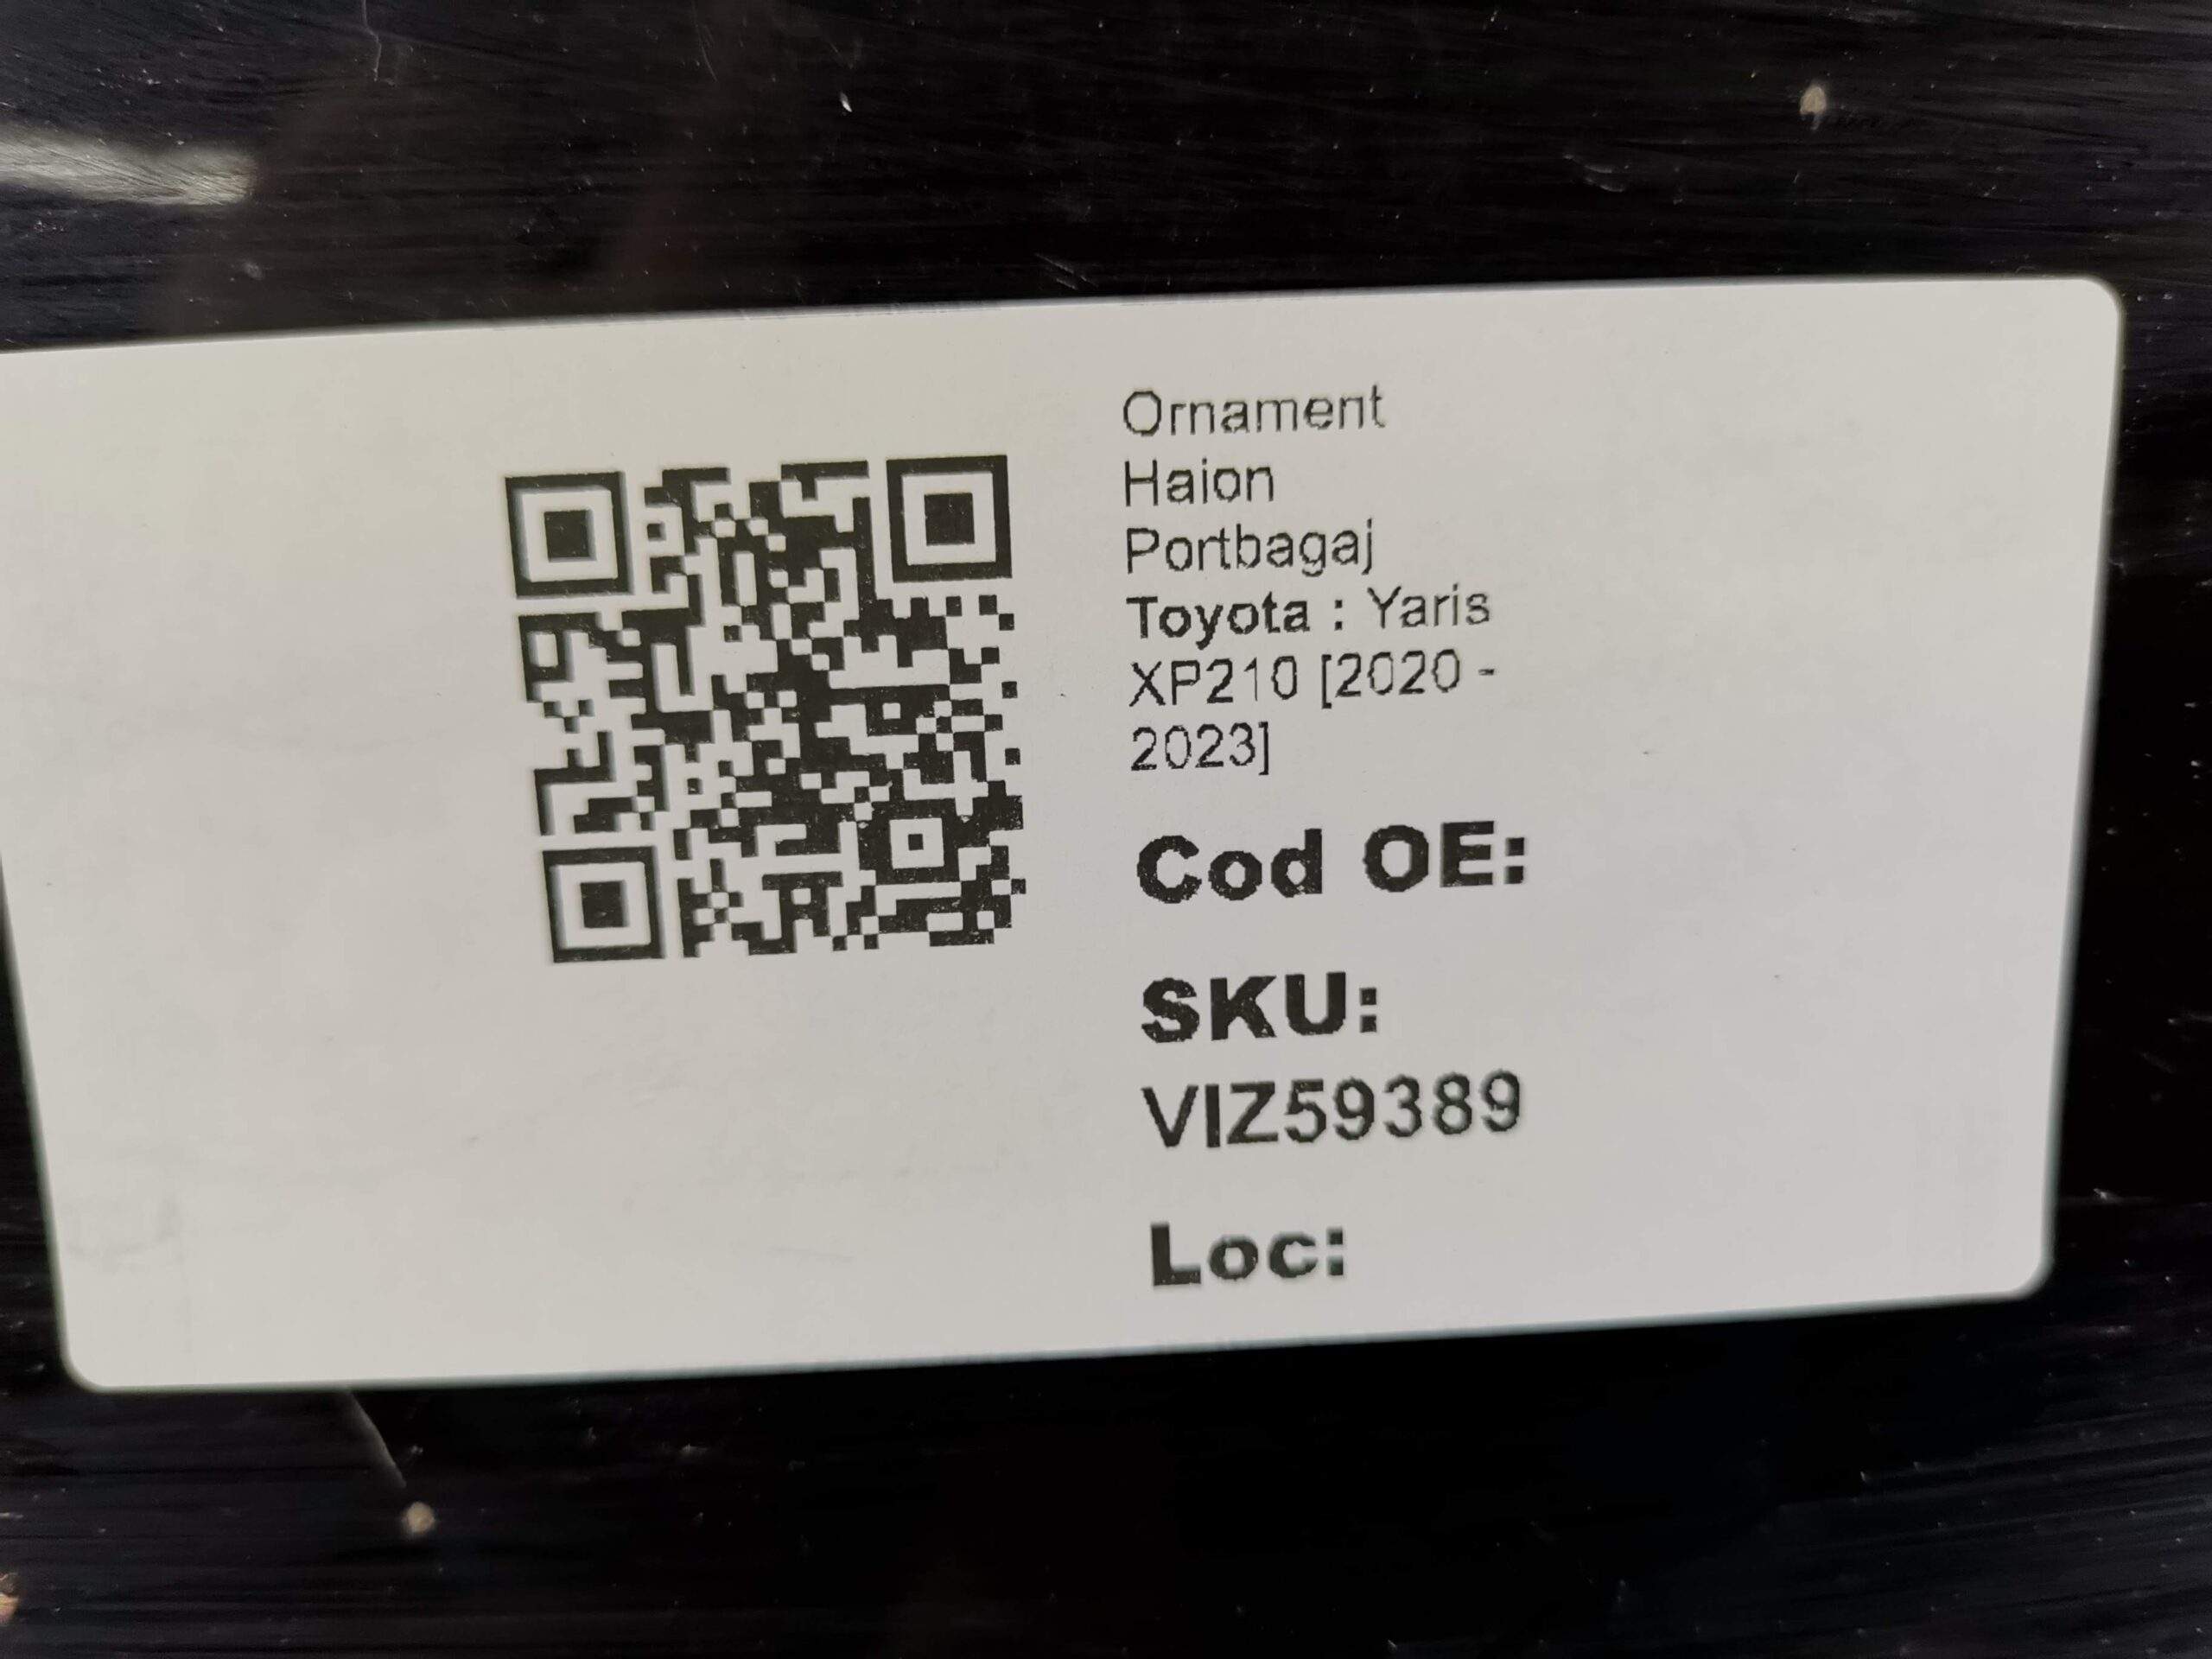 Ornament
Haion
Portbagaj
Toyota : Yaris
XP210 [2020 -
2023]
Cod OE:
SKU:
VIZ59389
Loc: